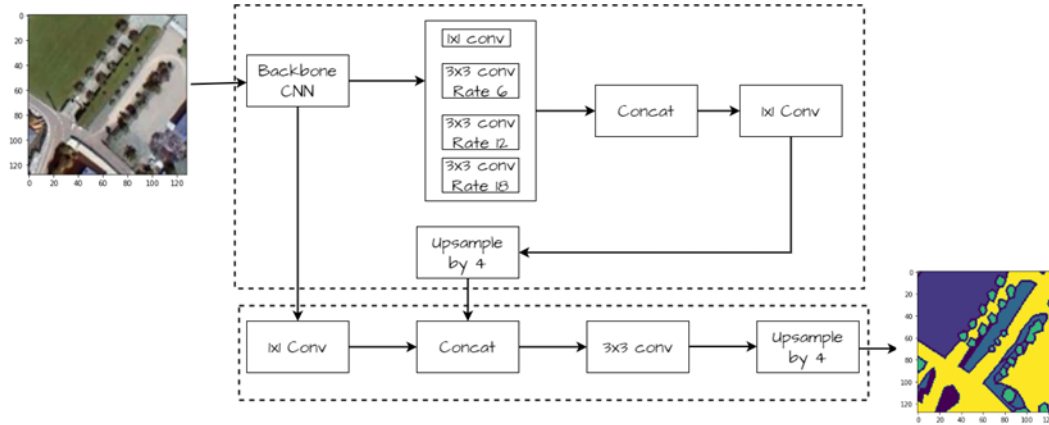 0
20
40
60
80
100
120
0 20 40 60 80 100 120
Backbone
CNN
1x1 conv
3x3 conv
Rate 6
3x3 conv
Rate 12
3x3 conv
Rate 18
Concat
1x1 Conv
Upsample
by 4
1x1 Conv
Concat
3x3 conv
Upsample
by 4
0
20
40
60
80
100
120
0 20 40 60 80 100 120